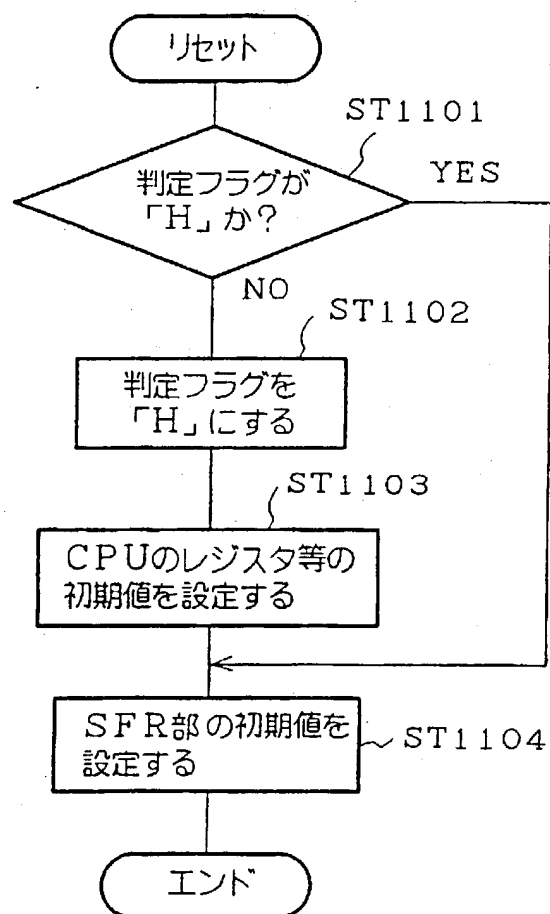 リセット
ST1101
判定フラグが
「H」か?
YES
NO
ST1102
判定フラグを
「H」にする
ST1103
CPUのレジスタ等の
初期値を設定する
SFR部の初期値を
設定する
ST1104
エンド